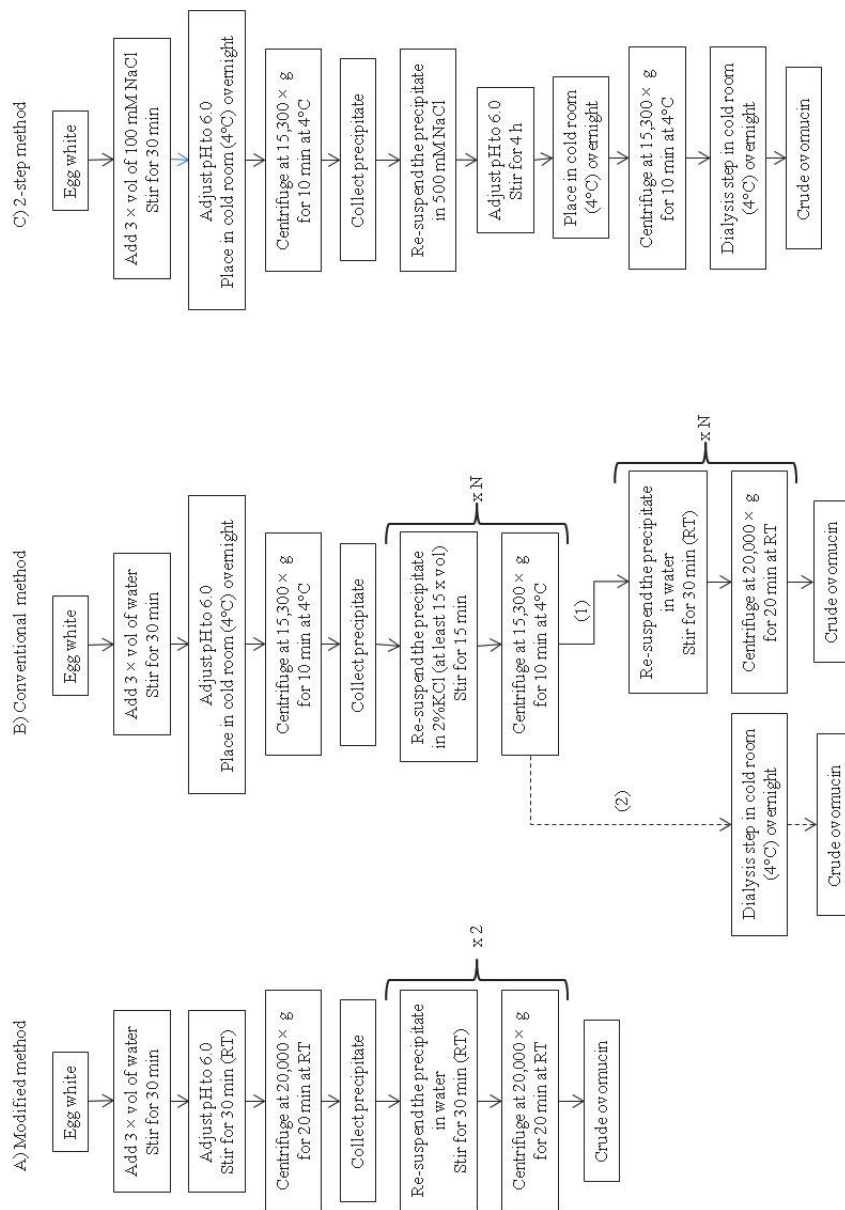 A) Modified method
Egg white
Add 3 × vol of water
Stir for 30 min
Adjust pH to 6.0
Stir for 30 min (RT)
Centrifuge at 20,000 × g
for 20 min at RT
Collect precipitate
Re-suspend the precipitate
in water
Stir for 30 min (RT)
Centrifuge at 20,000 × g
for 20 min at RT
x 2
Crude ovomucin
B) Conventional method
Egg white
Add 3 × vol of water
Stir for 30 min
Adjust pH to 6.0
Place in cold room (4°C) overnight
Centrifuge at 15,300 × g
for 10 min at 4°C
Collect precipitate
Re-suspend the precipitate
in 2%KCl (at least 15 x vol)
Stir for 15 min
Centrifuge at 15,300 × g
for 10 min at 4°C
x N
(1)
Re-suspend the precipitate
in water
Stir for 30 min (RT)
Centrifuge at 20,000 × g
for 20 min at RT
x N
Crude ovomucin
(2)
Dialysis step in cold room
(4°C) overnight
Crude ovomucin
C) 2-step method
Egg white
Add 3 × vol of 100 mM NaCl
Stir for 30 min
Adjust pH to 6.0
Place in cold room (4°C) overnight
Centrifuge at 15,300 × g
for 10 min at 4°C
Collect precipitate
Re-suspend the precipitate
in 500 mM NaCl
Adjust pH to 6.0
Stir for 4 h
Place in cold room
(4°C) overnight
Centrifuge at 15,300 × g
for 10 min at 4°C
Dialysis step in cold room
(4°C) overnight
Crude ovomucin